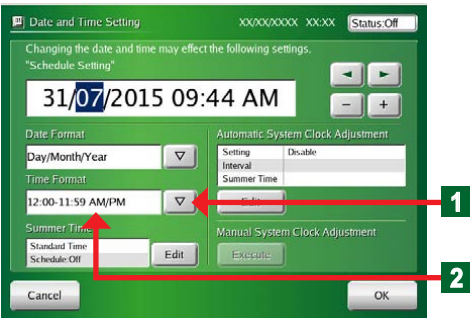 Date and Time Setting
XX/XX/XXXX XX:XX
Status:Off
Changing the date and time may effect the following settings.
"Schedule Setting"
31/07/2015 09:44 AM
Date Format
Day/Month/Year
Time Format
12:00-11:59 AM/PM
Summer Time
Standard Time
Schedule:Off
Edit
Automatic System Clock Adjustment
Setting Disable
Interval
Summer Time
Edit
Manual System Clock Adjustment
Execute
Cancel
OK
1
2